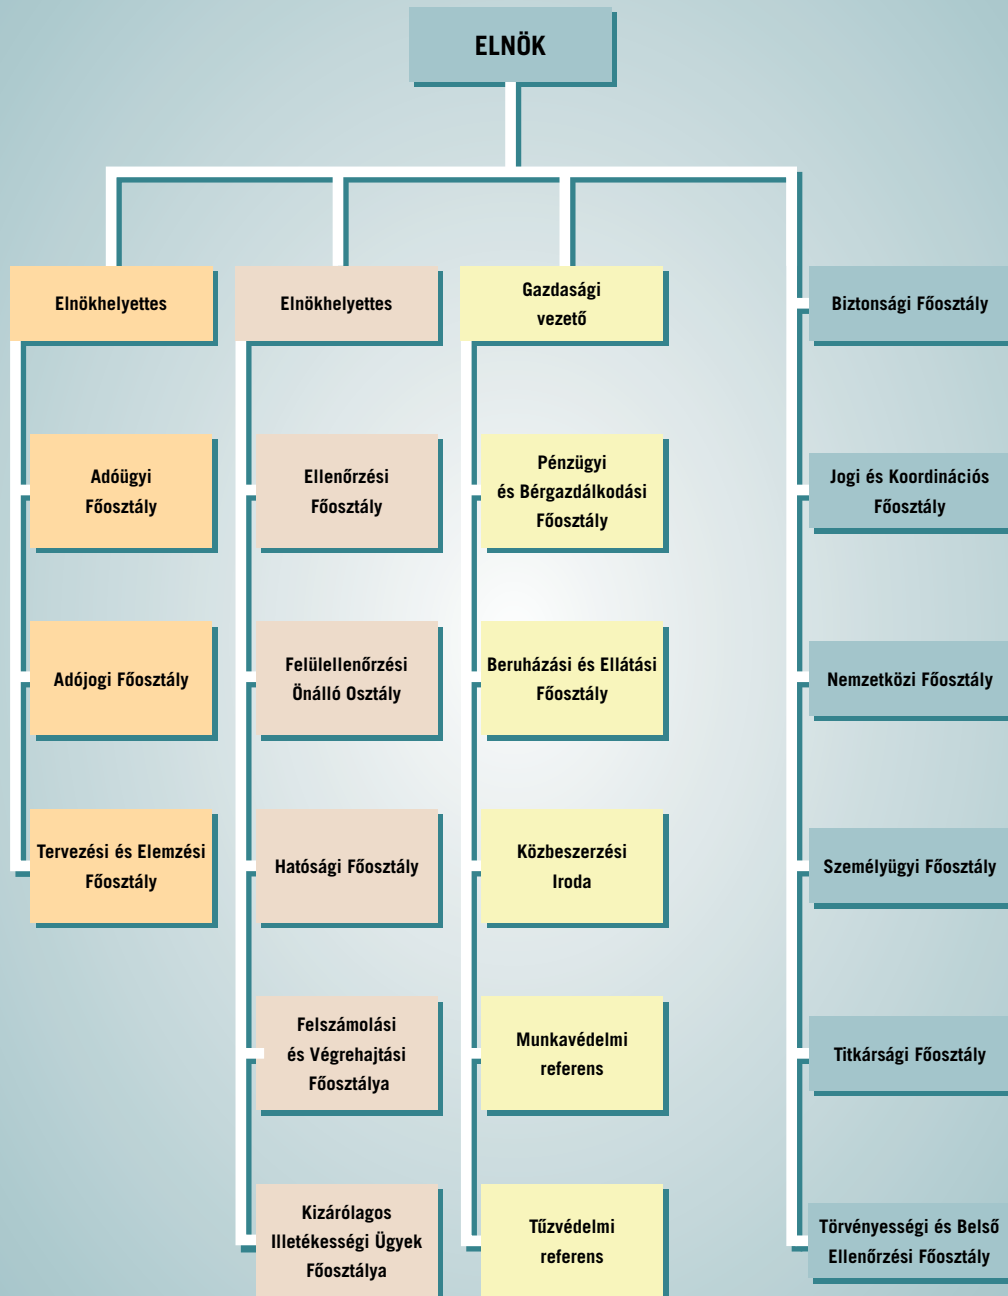 ELNÖK
Elnökhelyettes
Adóügyi
Főosztály
Adójogi Főosztály
Tervezési és Elemzési
Főosztály
Elnökhelyettes
Ellenőrzési
Főosztály
Felülellenőrzési
Önálló Osztály
Hatósági Főosztály
Felszámolási
és Végrehajtási
Főosztálya
Kizárólagos
Illetékességi Ügyek
Főosztálya
Gazdasági
vezető
Pénzügyi
és Bérgazdálkodási
Főosztály
Beruházási és Ellátási
Főosztály
Közbeszerzési
Iroda
Munkavédelmi
referens
Tűzvédelmi
referens
Biztonsági Főosztály
Jogi és Koordinációs
Főosztály
Nemzetközi Főosztály
Személyügyi Főosztály
Titkársági Főosztály
Törvényességi és Belső
Ellenőrzési Főosztály